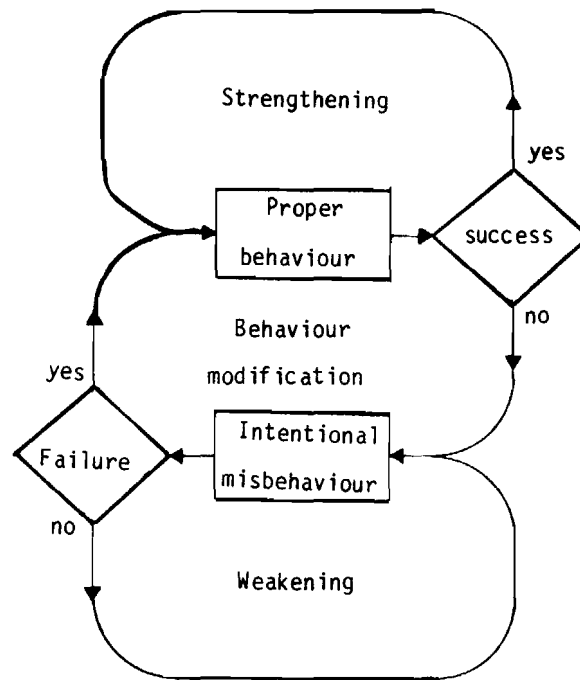 Strengthening
yes
Proper
behaviour
success
no
Behaviour
modification
yes
Intentional
misbehaviour
Failure
no
Weakening